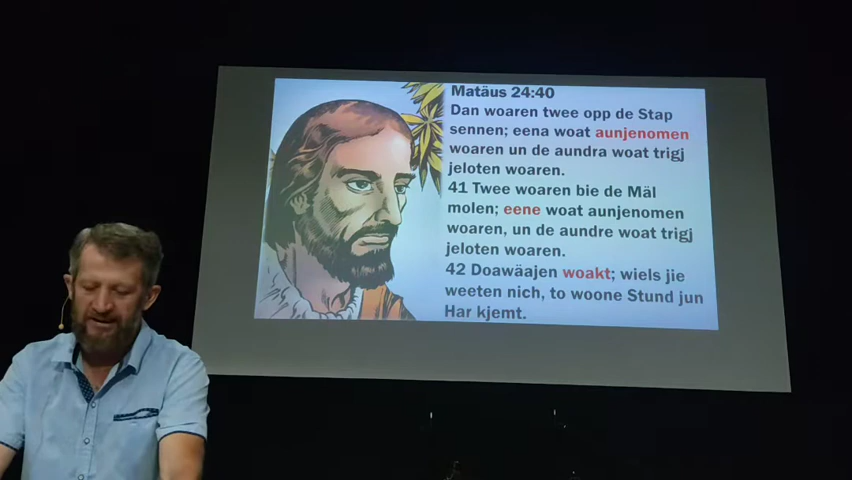 Matäus 24:40
Dan woaren twee opp de Stap
sennen; eena woat aunjenomen
woaren un de aundra woat trigj
jeloten woaren.
41 Twee woaren bie de Mäl
molen; eene woat aunjenomen
woaren, un de aundre woat trigj
jeloten woaren.
42 Doawäajen woakt; wiels jie
weeten nich, to woone Stund jun
Har kjemt.